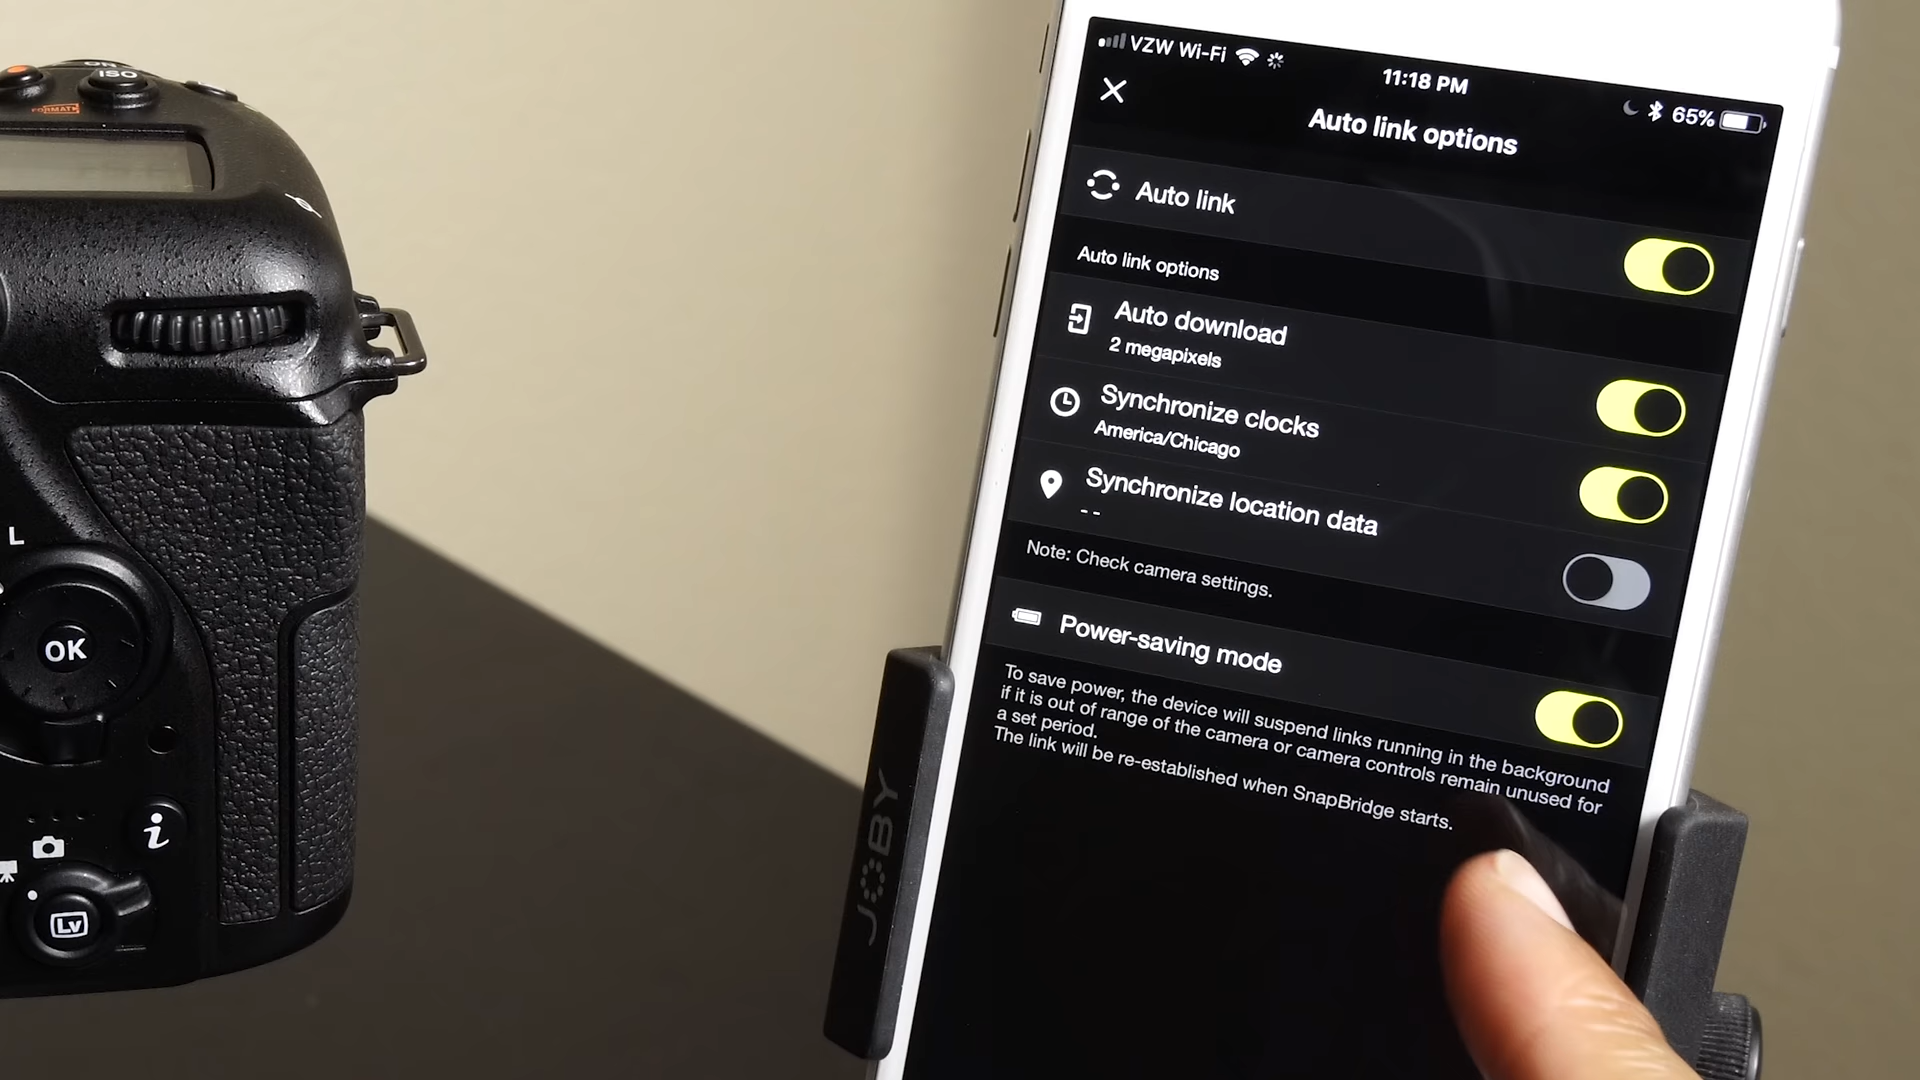 ON
ISO
FORMAT
L
OK
i
Lv
VZW Wi-Fi
11:18 PM
65%
Auto link options
Auto link
Auto link options
Auto download
2 megapixels
Synchronize clocks
America/Chicago
Synchronize location data
--
Note: Check camera settings.
Power-saving mode
To save power, the device will suspend links running in the background
if it is out of range of the camera or camera controls remain unused for
a set period.
The link will be re-established when SnapBridge starts.
JOBY